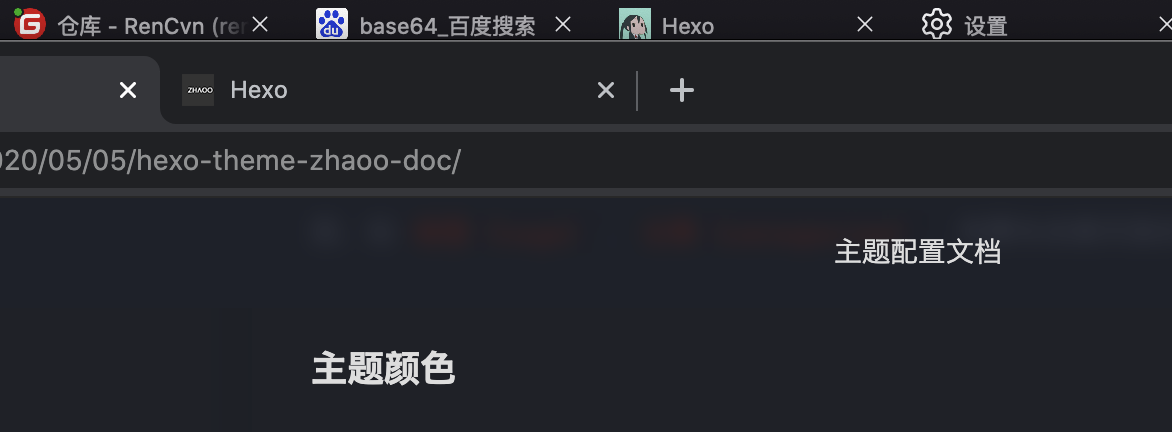 仓库 - RenCvn (ren
base64_百度搜索
Hexo
设置
ZHAOO
Hexo
020/05/05/hexo-theme-zhaoo-doc/
主题配置文档
主题颜色